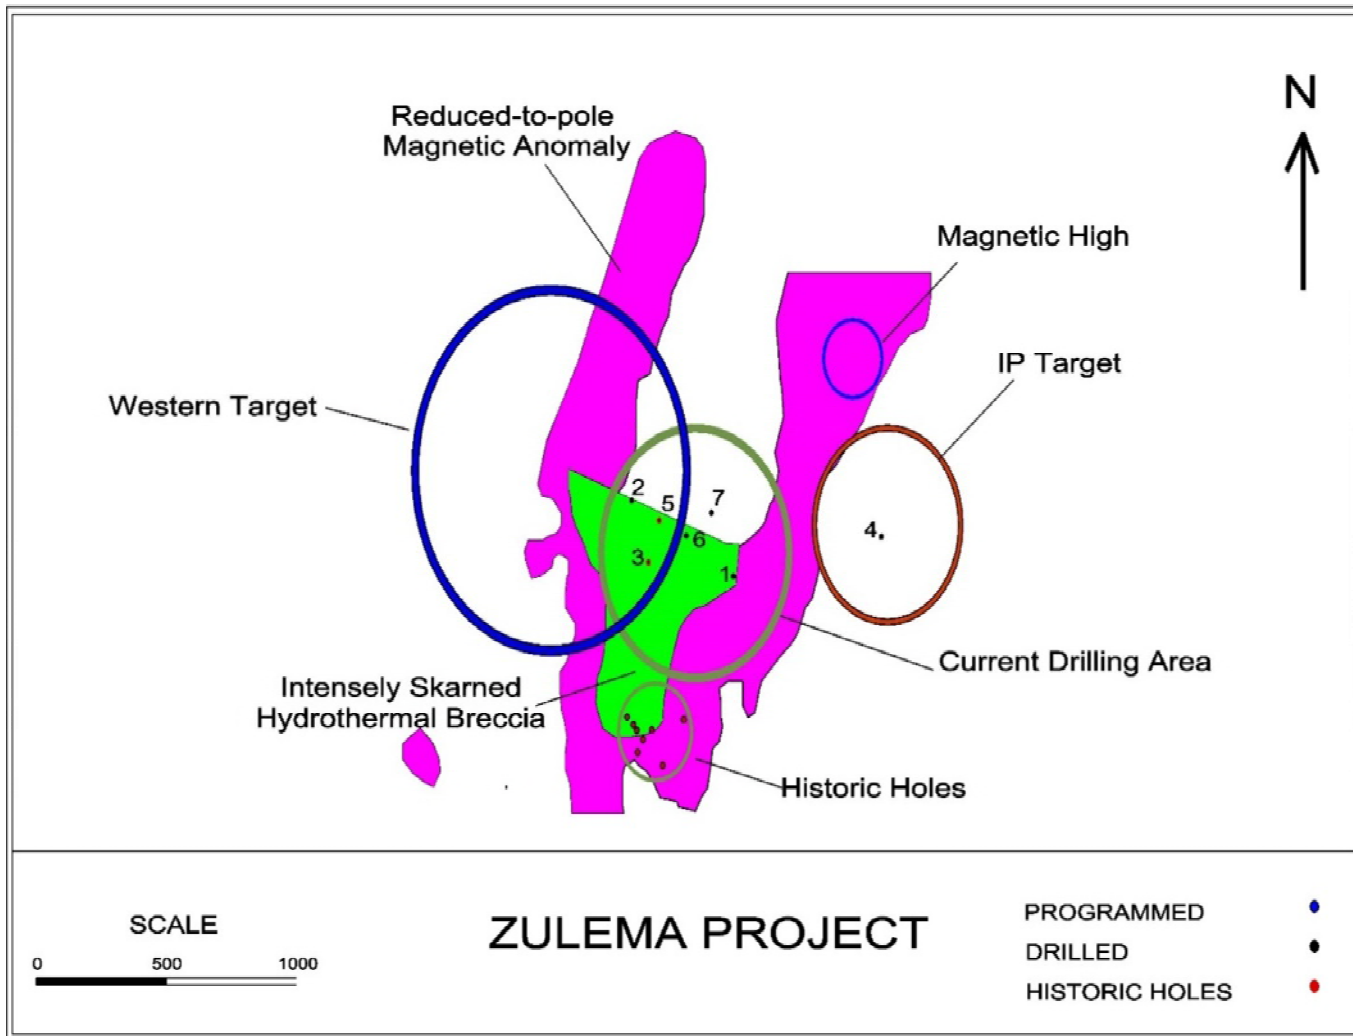 N
Reduced-to-pole
Magnetic Anomaly
Magnetic High
IP Target
Western Target
2
5
7
6
4
3
1
Current Drilling Area
Intensely Skarned
Hydrothermal Breccia
Historic Holes
SCALE
0 500 1000
ZULEMA PROJECT
PROGRAMMED
DRILLED
HISTORIC HOLES